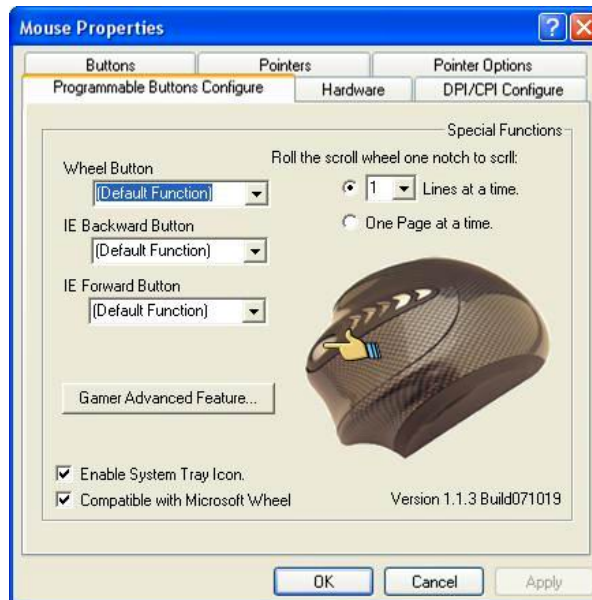 Mouse Properties
Buttons Pointers Pointer Options
Programmable Buttons Configure Hardware DPI/CPI Configure
Special Functions
Roll the scroll wheel one notch to scrll:
Wheel Button
(Default Function)
1 Lines at a time.
One Page at a time.
IE Backward Button
(Default Function)
IE Forward Button
(Default Function)
Gamer Advanced Feature...
Enable System Tray Icon.
Compatible with Microsoft Wheel
Version 1.1.3 Build071019
OK Cancel Apply